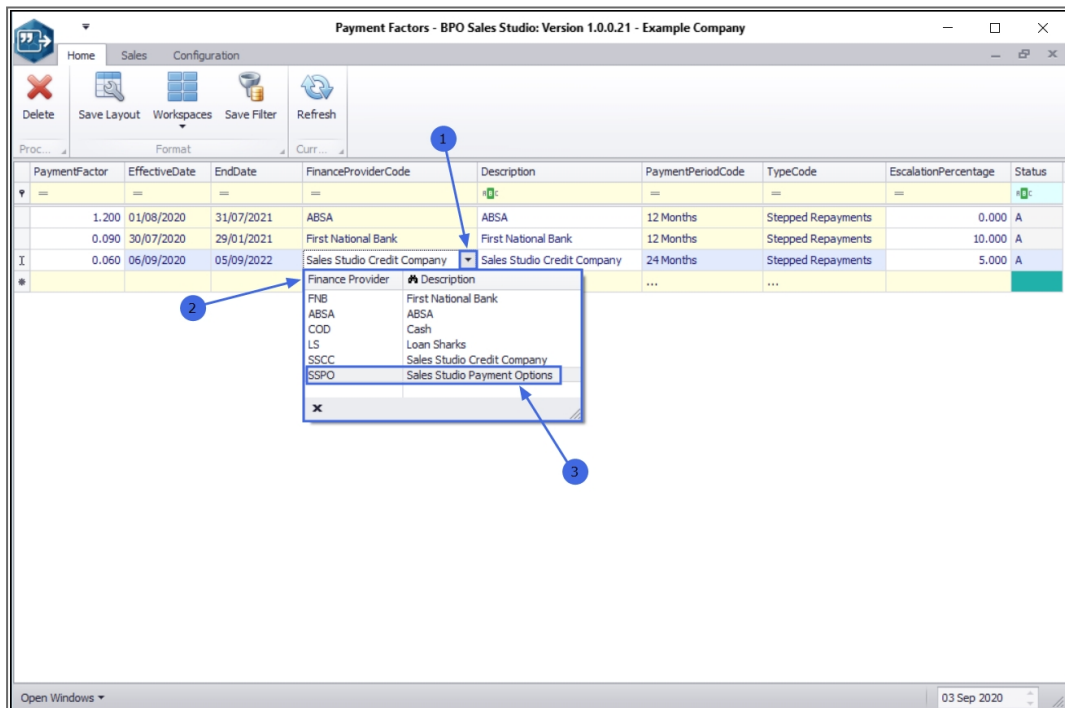 Payment Factors - BPO Sales Studio: Version 1.0.0.21 - Example Company
Home Sales Configuration
Delete Save Layout Workspaces Save Filter Refresh
Proc... Format Curr...
1
PaymentFactor EffectiveDate EndDate FinanceProviderCode Description PaymentPeriodCode TypeCode EscalationPercentage Status
= = = = ABC = = = ABC
1.200 01/08/2020 31/07/2021 ABSA ABSA 12 Months Stepped Repayments 0.000 A
0.090 30/07/2020 29/01/2021 First National Bank First National Bank 12 Months Stepped Repayments 10.000 A
0.060 06/09/2020 05/09/2022 Sales Studio Credit Company Sales Studio Credit Company 24 Months Stepped Repayments 5.000 A
Finance Provider Description ... ...
2
FNB First National Bank
ABSA ABSA
COD Cash
LS Loan Sharks
SSCC Sales Studio Credit Company
SSPO Sales Studio Payment Options
3
Open Windows 03 Sep 2020